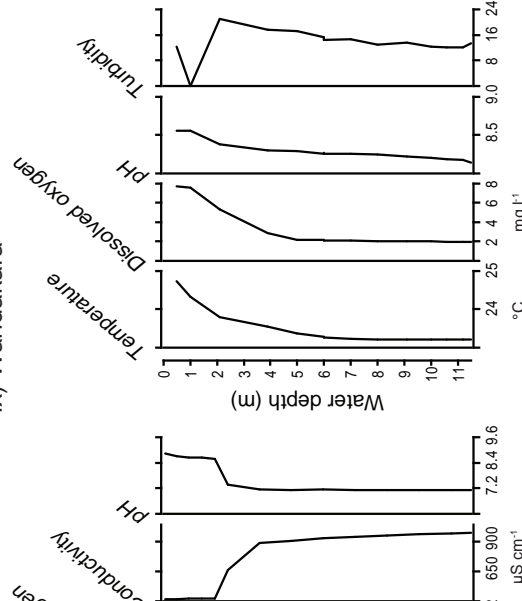 Wandakara
Temperature
Dissolved oxygen
pH
Turbidity
Water depth (m)
0 1 2 3 4 5 6 7 8 9 10 11
24 25
°C
2 4 6 8
mg l⁻¹
8.5 9.0
8 16 24
Conductivity
pH
650 900
µS cm⁻¹
7.2 8.4 9.6